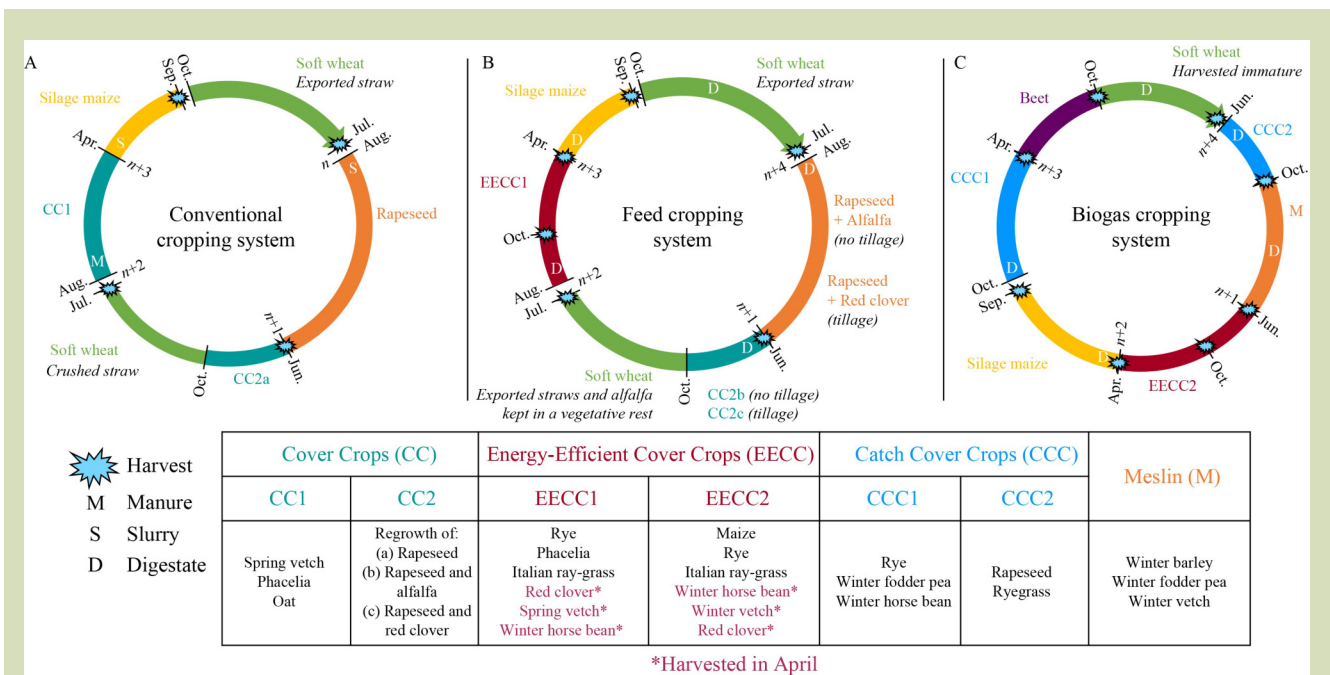 A
Oct.
Sep.
Soft wheat
Exported straw
Silage maize
Jul.
Aug.
n
S
Apr.
n+3
S
CC1
Conventional
cropping system
Rapeseed
M
n+2
Aug.
Jul.
Soft wheat
Crushed straw
Oct.
CC2a
n+1
Jun.
B
Oct.
Sep.
Soft wheat
Exported straw
D
Silage maize
Jul.
Aug.
n+4
D
Apr.
D
n+3
EECC1
Feed cropping
system
Rapeseed
+ Alfalfa
(no tillage)
Oct.
D
n+2
Aug.
Jul.
Rapeseed
+ Red clover
(tillage)
n+1
Jun.
D
Soft wheat
Exported straws and alfalfa
kept in a vegetative rest
Oct.
CC2b (no tillage)
CC2c (tillage)
C
Oct.
Soft wheat
Harvested immature
D
Beet
Jun.
n+4
D
CCC2
Apr.
n+3
Oct.
CCC1
Biogas cropping
system
M
D
D
Oct.
Sep.
n+1
Jun.
Silage maize
D
n+2
Apr.
EECC2
Oct.
Harvest
M Manure
S Slurry
D Digestate
Cover Crops (CC)
Energy-Efficient Cover Crops (EECC)
Catch Cover Crops (CCC)
Meslin (M)
CC1
CC2
EECC1
EECC2
CCC1
CCC2
Spring vetch
Phacelia
Oat
Regrowth of:
(a) Rapeseed
(b) Rapeseed and
alfalfa
(c) Rapeseed and
red clover
Rye
Phacelia
Italian ray-grass
Red clover*
Spring vetch*
Winter horse bean*
Maize
Rye
Italian ray-grass
Winter horse bean*
Winter vetch*
Red clover*
Rye
Winter fodder pea
Winter horse bean
Rapeseed
Ryegrass
Winter barley
Winter fodder pea
Winter vetch
*Harvested in April